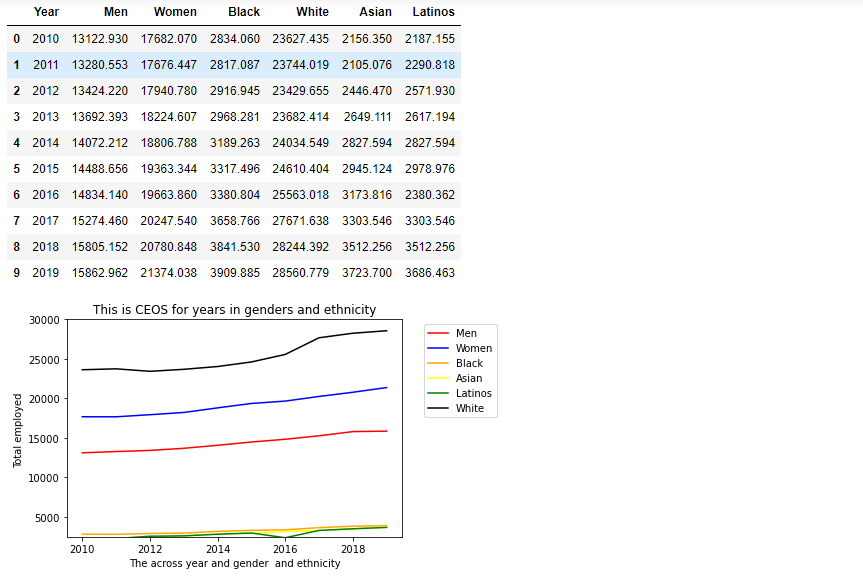 Year Men Women Black White Asian Latinos
0 2010 13122.930 17682.070 2834.060 23627.435 2156.350 2187.155
1 2011 13280.553 17676.447 2817.087 23744.019 2105.076 2290.818
2 2012 13424.220 17940.780 2916.945 23429.655 2446.470 2571.930
3 2013 13692.393 18224.607 2968.281 23682.414 2649.111 2617.194
4 2014 14072.212 18806.788 3189.263 24034.549 2827.594 2827.594
5 2015 14488.656 19363.344 3317.496 24610.404 2945.124 2978.976
6 2016 14834.140 19663.860 3380.804 25563.018 3173.816 2380.362
7 2017 15274.460 20247.540 3658.766 27671.638 3303.546 3303.546
8 2018 15805.152 20780.848 3841.530 28244.392 3512.256 3512.256
9 2019 15862.962 21374.038 3909.885 28560.779 3723.700 3686.463
This is CEOS for years in genders and ethnicity
30000
25000
20000
15000
10000
5000
Total employed
2010 2012 2014 2016 2018
The across year and gender  and ethnicity
Men
Women
Black
Asian
Latinos
White